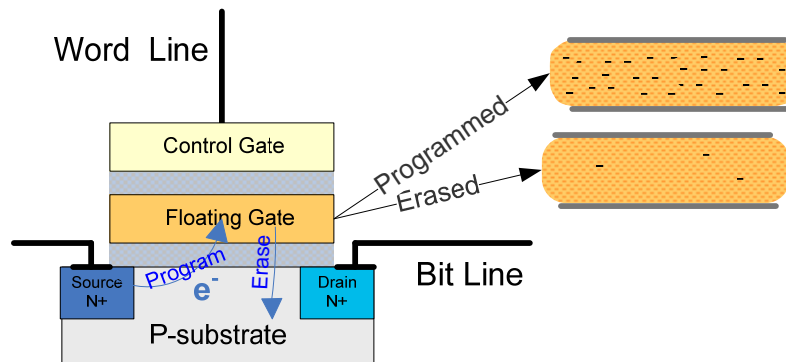 Word Line
Control Gate
Floating Gate
Programmed
Erased
Program
Erase
e-
Source
N+
Drain
N+
Bit Line
P-substrate